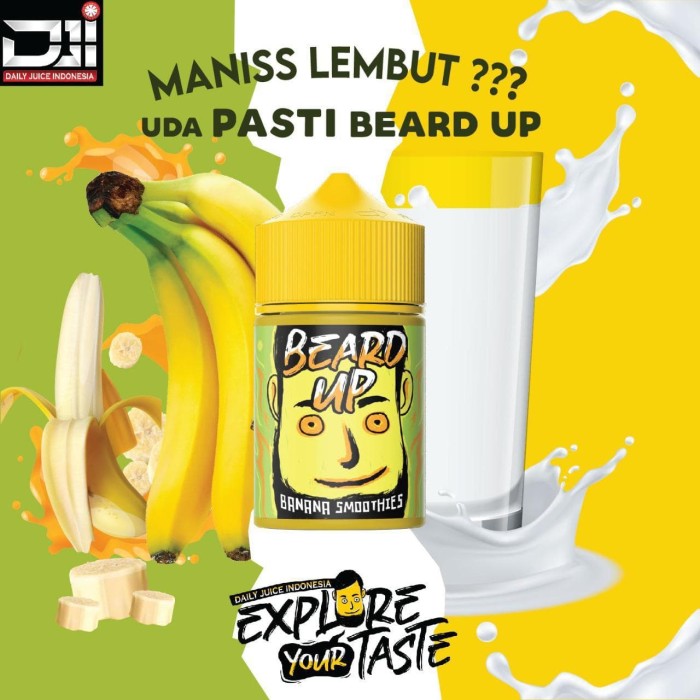 DJI
DAILY JUICE INDONESIA
MANISS LEMBUT ???
UDA PASTI BEARD UP
BEARD
UP
BANANA SMOOTHIES
DAILY JUICE INDONESIA
EXPLORE
YOUR TASTE